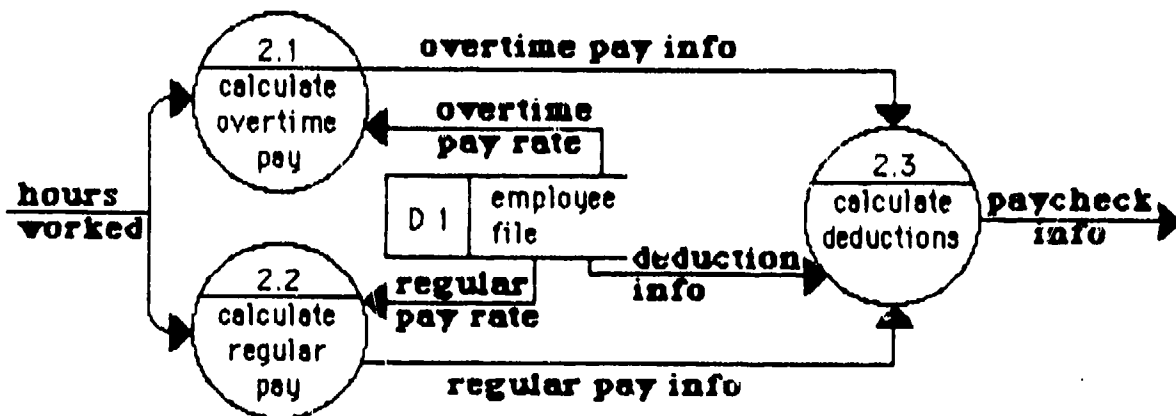 2.1
calculate
overtime
pay
overtime pay info
overtime
pay rate
hours
worked
D 1
employee
file
2.3
calculate
deductions
paycheck
info
deduction
info
2.2
calculate
regular
pay
regular
pay rate
regular pay info